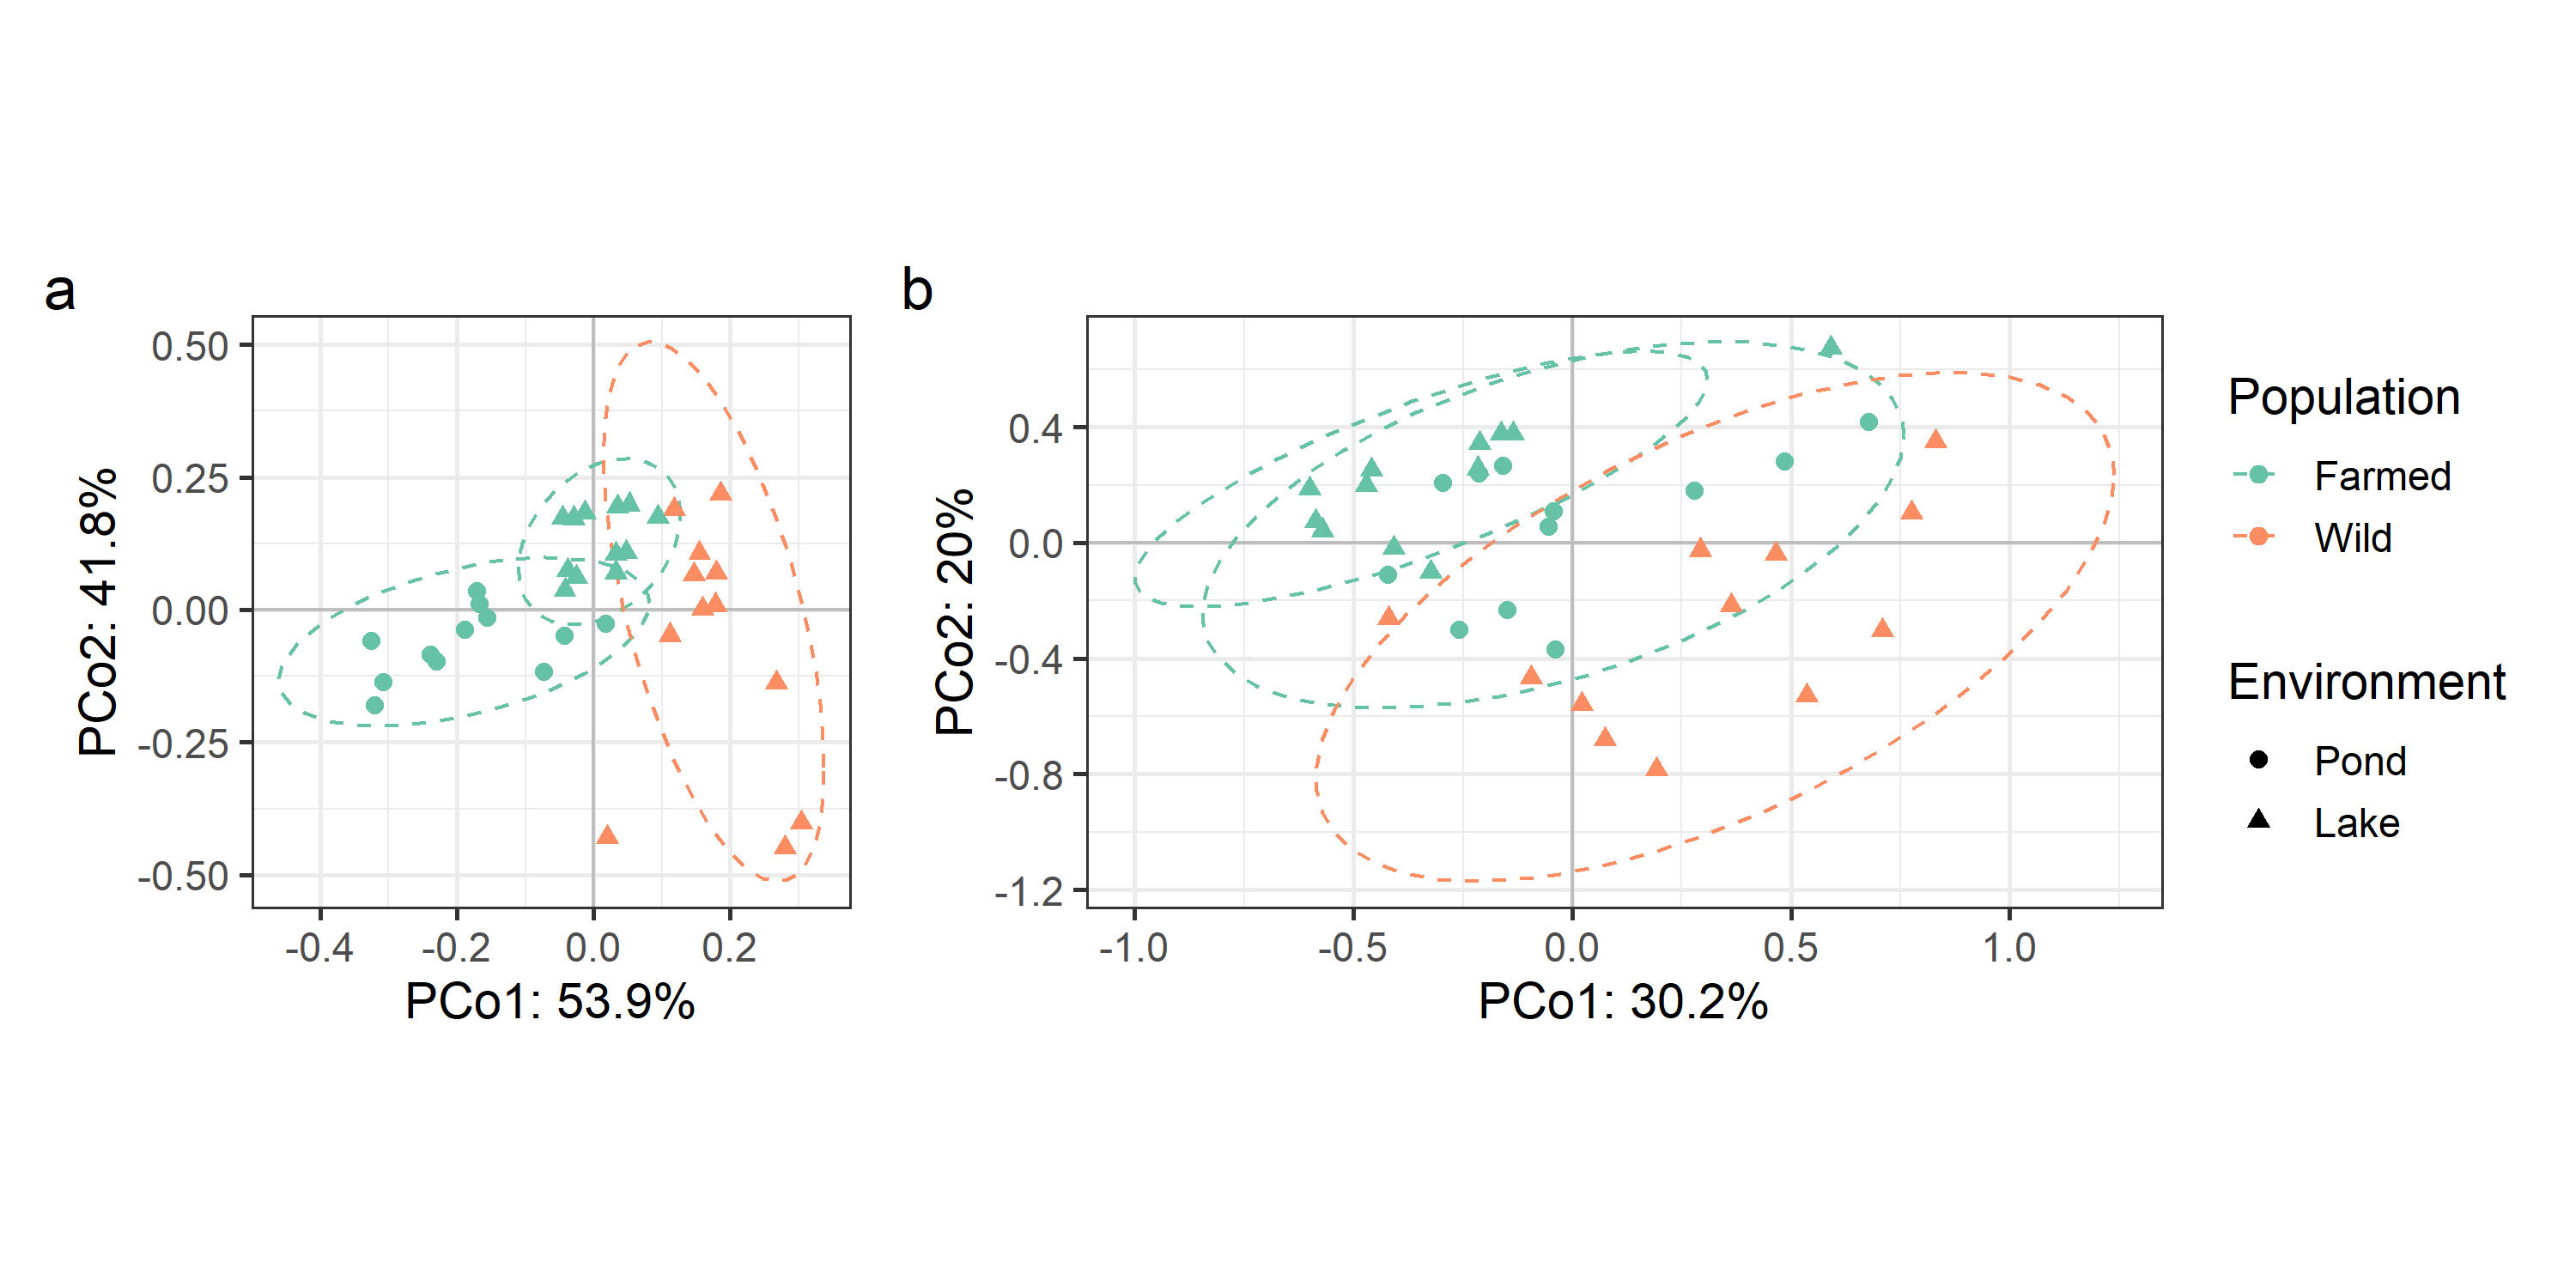 a
PCo2: 41.8%
0.50
0.25
0.00
-0.25
-0.50
-0.4 -0.2 0.0 0.2
PCo1: 53.9%
b
PCo2: 20%
0.4
0.0
-0.4
-0.8
-1.2
-1.0 -0.5 0.0 0.5 1.0
PCo1: 30.2%
Population
Farmed
Wild
Environment
Pond
Lake